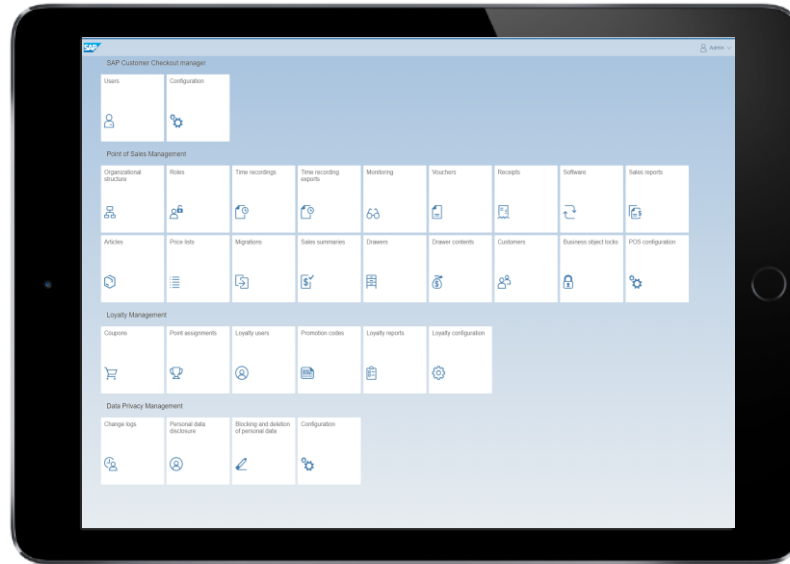 SAP
Admin
SAP Customer Checkout manager
Users
Configuration
Point of Sales Management
Organizational
structure
Roles
Time recordings
Time recording
exports
Monitoring
Vouchers
Receipts
Software
Sales reports
Articles
Price lists
Migrations
Sales summaries
Drawers
Drawer contents
Customers
Business object locks
POS configuration
Loyalty Management
Coupons
Point assignments
Loyalty users
Promotion codes
Loyalty reports
Loyalty configuration
Data Privacy Management
Change logs
Personal data
disclosure
Blocking and deletion
of personal data
Configuration